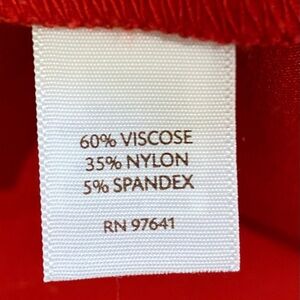 60% VISCOSE
35% NYLON
5% SPANDEX
RN 97641